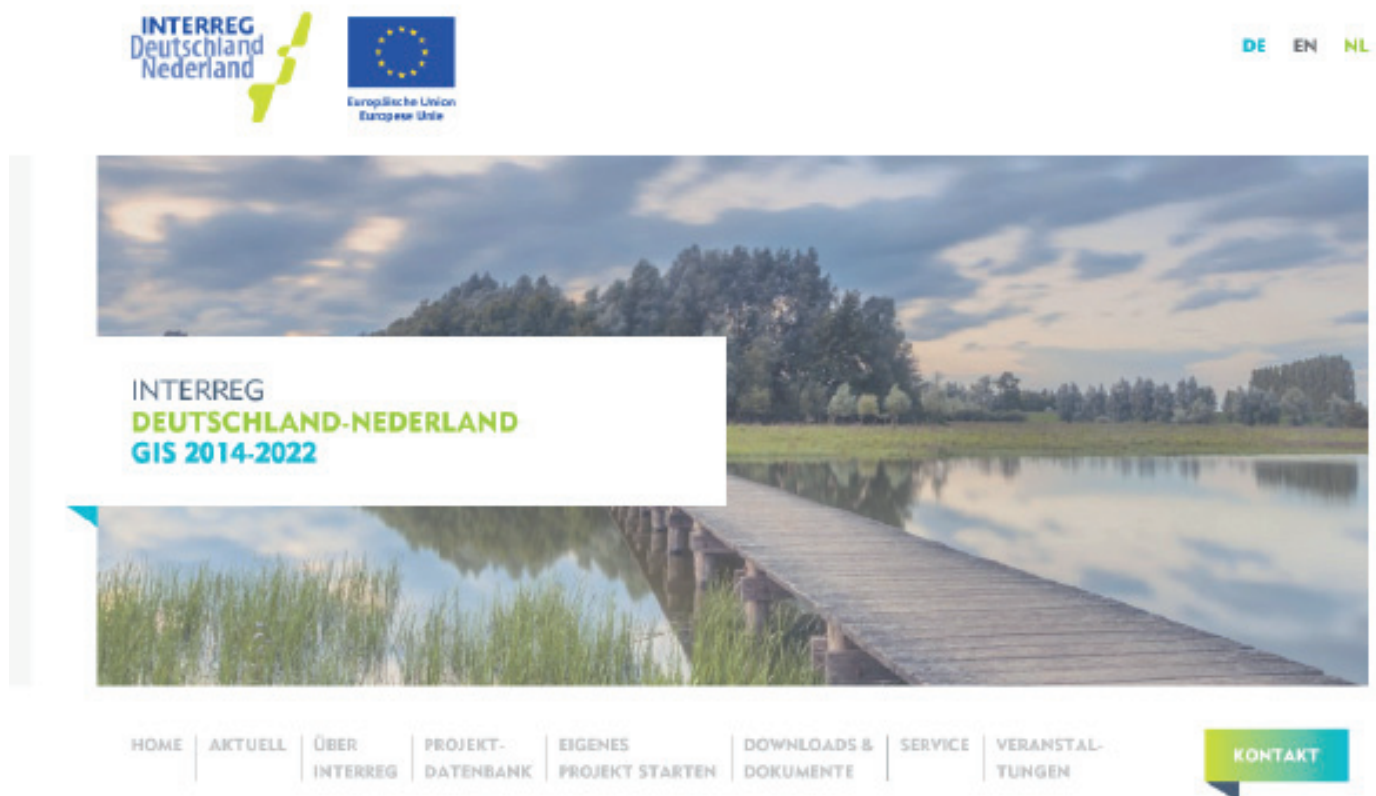 INTERREG
Deutschland
Nederland
Europäische Union
Europese Unie
DE EN NL
INTERREG
DEUTSCHLAND-NEDERLAND
GIS 2014-2022
HOME
AKTUELL
ÜBER
INTERREG
PROJEKT-
DATENBANK
EIGENES
PROJEKT STARTEN
DOWNLOADS &
DOKUMENTE
SERVICE
VERANSTAL-
TUNGEN
KONTAKT